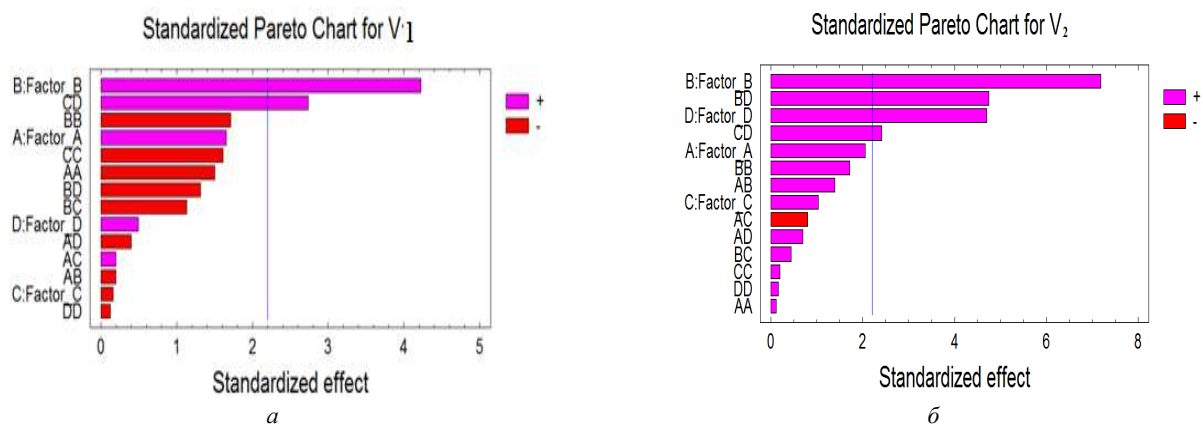 Standardized Pareto Chart for V·1
B:Factor_B
CD
BB
A:Factor_A
CC
AA
BD
BC
D:Factor_D
AD
AC
AB
C:Factor_C
DD
0 1 2 3 4 5
Standardized effect
+
-
а
Standardized Pareto Chart for V₂
B:Factor_B
BD
D:Factor_D
CD
A:Factor_A
BB
AB
C:Factor_C
AC
AD
BC
CC
DD
AA
0 2 4 6 8
Standardized effect
+
-
б